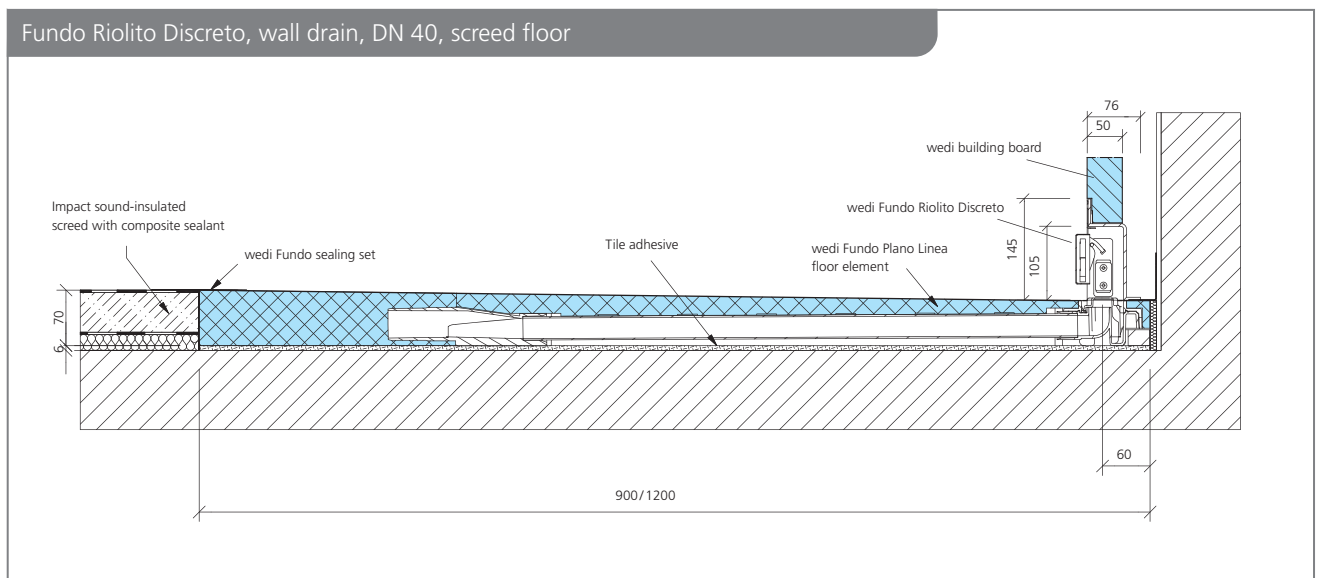 Fundo Riolito Discreto, wall drain, DN 40, screed floor
76
50
wedi building board
Impact sound-insulated
screed with composite sealant
wedi Fundo sealing set
Tile adhesive
wedi Fundo Riolito Discreto
wedi Fundo Plano Linea
floor element
145
105
70
6
60
900/1200